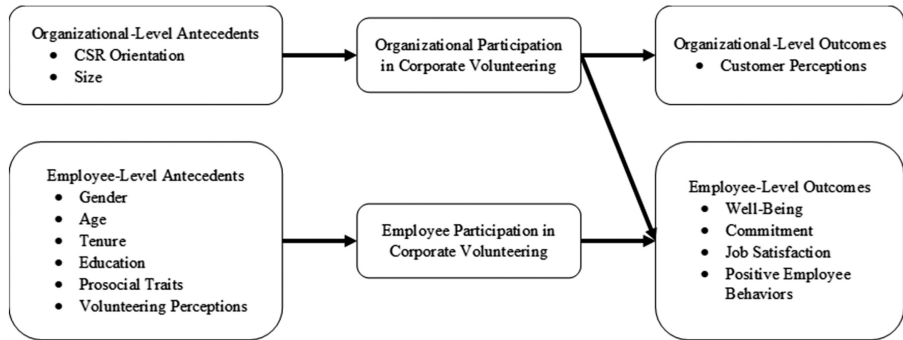 Organizational-Level Antecedents
• CSR Orientation
• Size
Organizational Participation
in Corporate Volunteering
Organizational-Level Outcomes
• Customer Perceptions
Employee-Level Antecedents
• Gender
• Age
• Tenure
• Education
• Prosocial Traits
• Volunteering Perceptions
Employee Participation in
Corporate Volunteering
Employee-Level Outcomes
• Well-Being
• Commitment
• Job Satisfaction
• Positive Employee
Behaviors